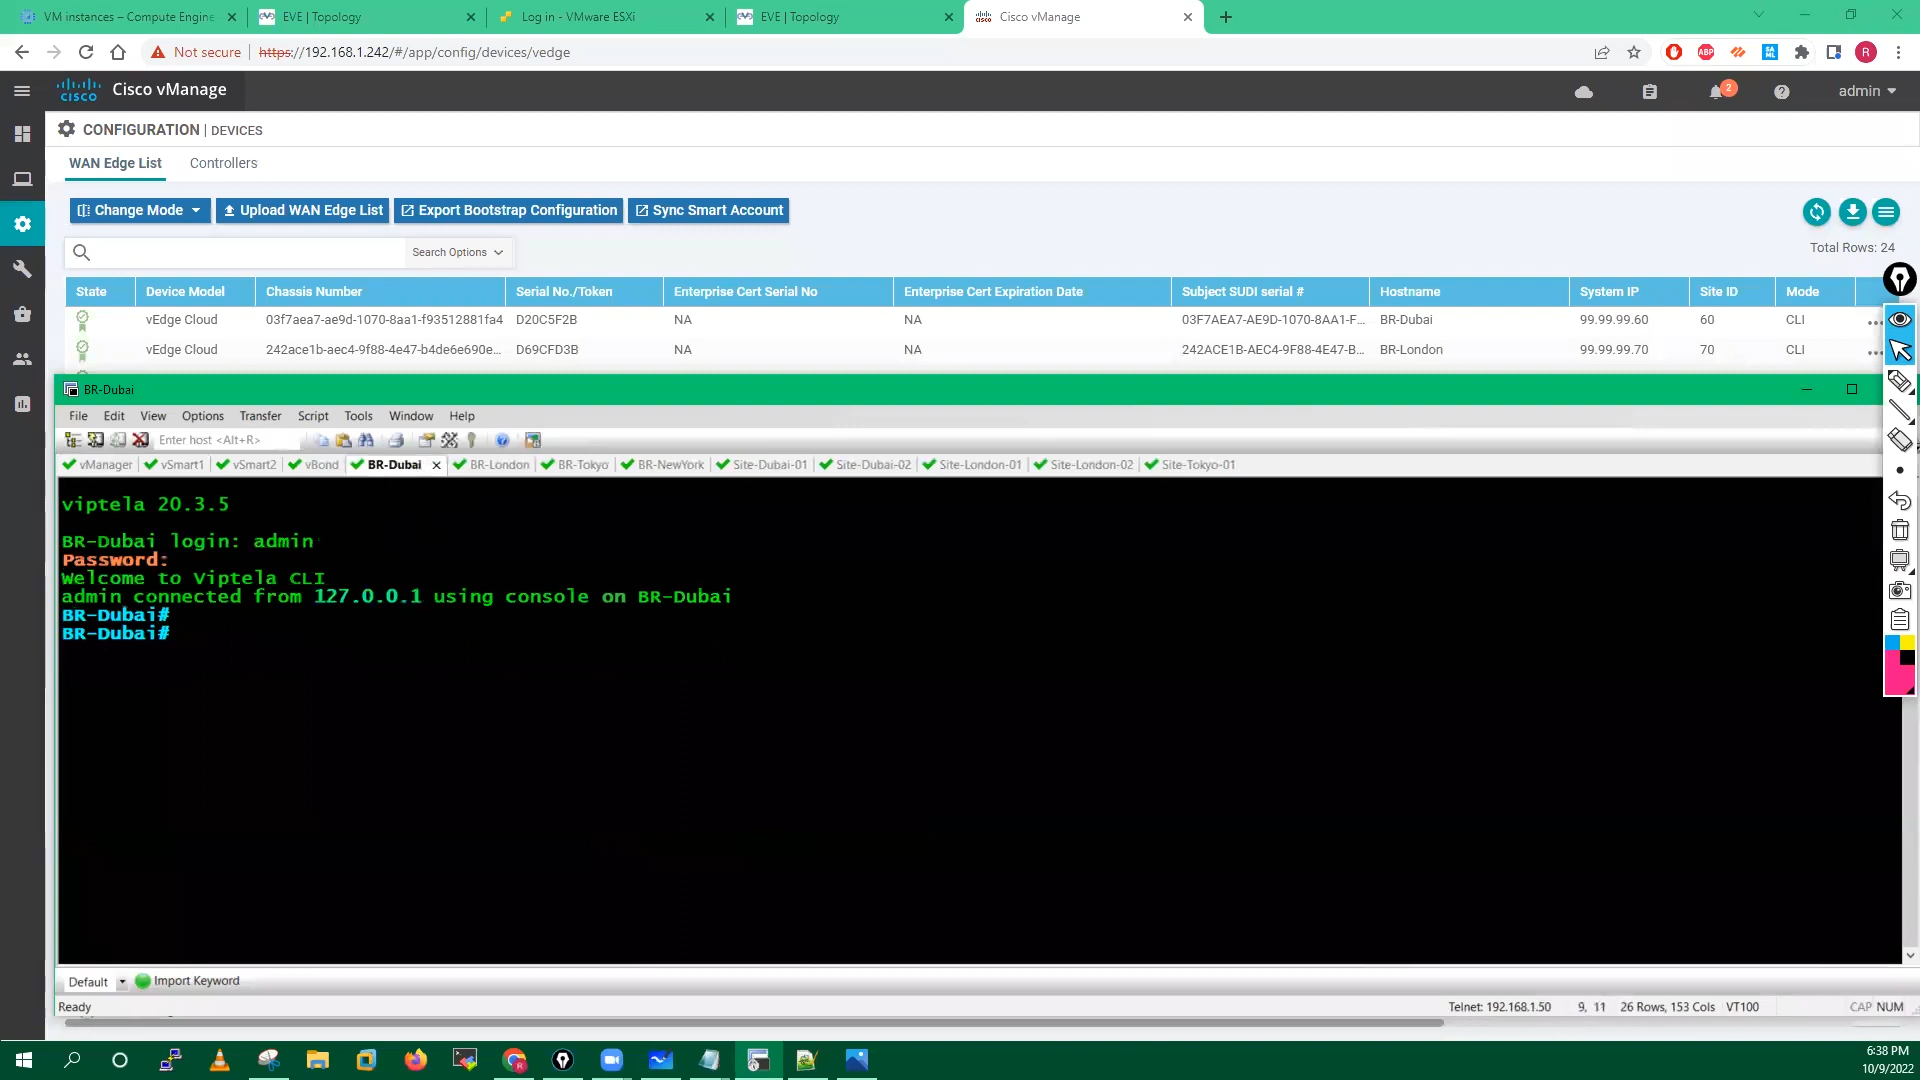 VM instances – Compute Engine
EVE | Topology
Log in - VMware ESXi
EVE | Topology
Cisco vManage
Not secure
https://192.168.1.242/#/app/config/devices/vedge
ABP
R
cisco
Cisco vManage
2
admin
CONFIGURATION | DEVICES
WAN Edge List
Controllers
Change Mode
Upload WAN Edge List
Export Bootstrap Configuration
Sync Smart Account
Search Options
Total Rows: 24
State Device Model Chassis Number Serial No./Token Enterprise Cert Serial No Enterprise Cert Expiration Date Subject SUDI serial # Hostname System IP Site ID Mode
vEdge Cloud 03f7aea7-ae9d-1070-8aa1-f93512881fa4 D20C5F2B NA NA 03F7AEA7-AE9D-1070-8AA1-F... BR-Dubai 99.99.99.60 60 CLI ...
vEdge Cloud 242ace1b-aec4-9f88-4e47-b4de6e690e... D69CFD3B NA NA 242ACE1B-AEC4-9F88-4E47-B... BR-London 99.99.99.70 70 CLI ...
BR-Dubai
File Edit View Options Transfer Script Tools Window Help
Enter host <Alt+R>
vManager vSmart1 vSmart2 vBond BR-Dubai BR-London BR-Tokyo BR-NewYork Site-Dubai-01 Site-Dubai-02 Site-London-01 Site-London-02 Site-Tokyo-01
viptela 20.3.5
BR-Dubai login: admin
Password:
Welcome to Viptela CLI
admin connected from 127.0.0.1 using console on BR-Dubai
BR-Dubai#
BR-Dubai#
Default
Import Keyword
Ready
Telnet: 192.168.1.50 9, 11 26 Rows, 153 Cols VT100 CAP NUM
6:38 PM
10/9/2022